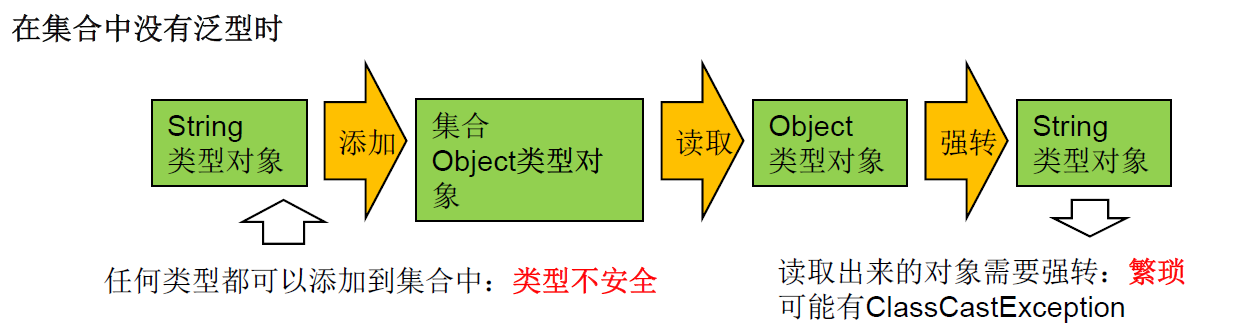 在集合中没有泛型时
String
类型对象
添加
集合
Object类型对
象
读取
Object
类型对象
强转
String
类型对象
任何类型都可以添加到集合中：类型不安全
读取出来的对象需要强转：繁琐
可能有ClassCastException